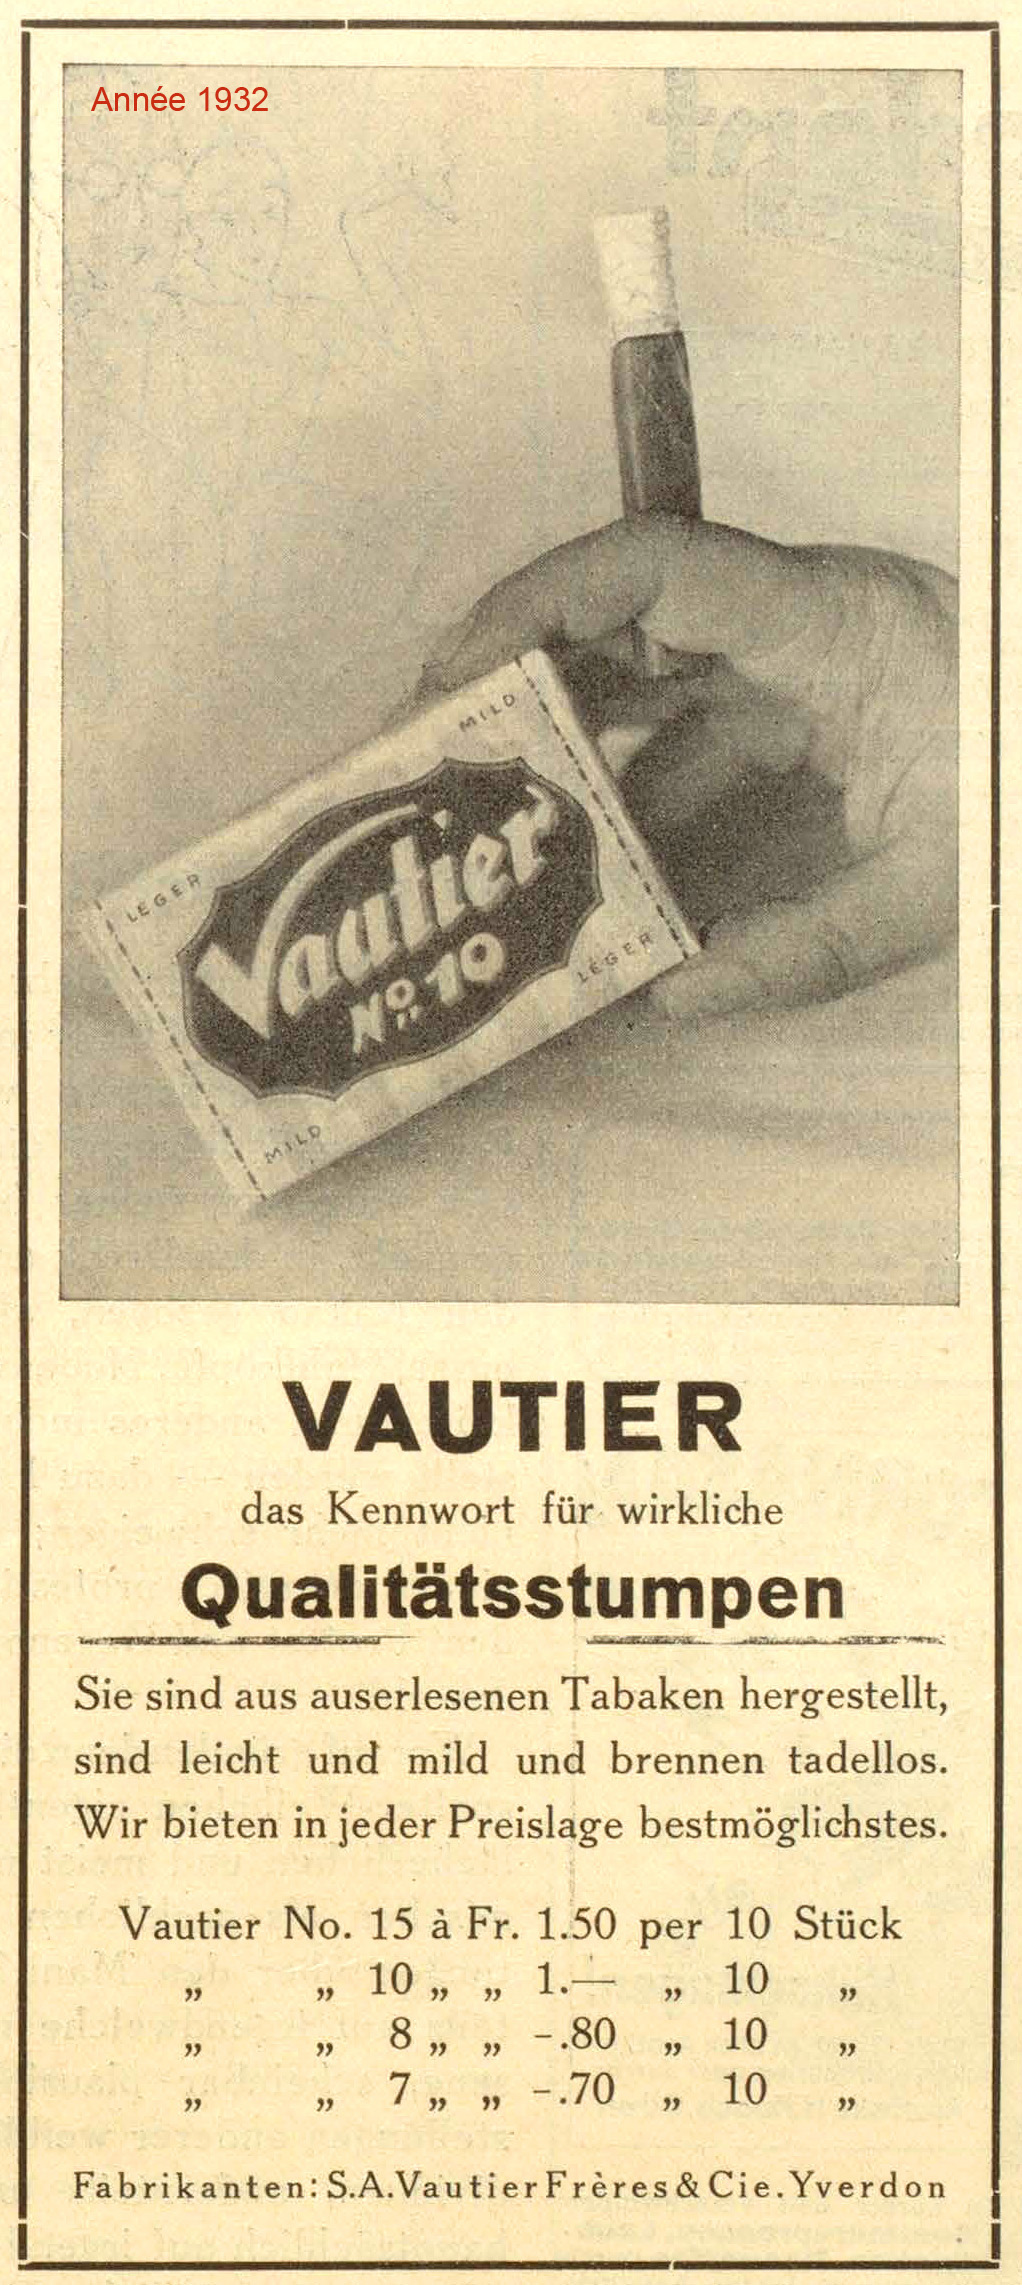 Année 1932
MILD
LÉGER
Vautier
No. 10
LÉGER
MILD
VAUTIER
das Kennwort für wirkliche
Qualitätsstumpen
Sie sind aus auserlesenen Tabaken hergestellt,
sind leicht und mild und brennen tadellos.
Wir bieten in jeder Preislage bestmöglichstes.
Vautier No. 15 à Fr. 1.50 per 10 Stück
„ „ 10 „ „ 1.— „ 10 „
„ „ 8 „ „ -.80 „ 10 „
„ „ 7 „ „ -.70 „ 10 „
Fabrikanten: S.A. Vautier Frères & Cie. Yverdon